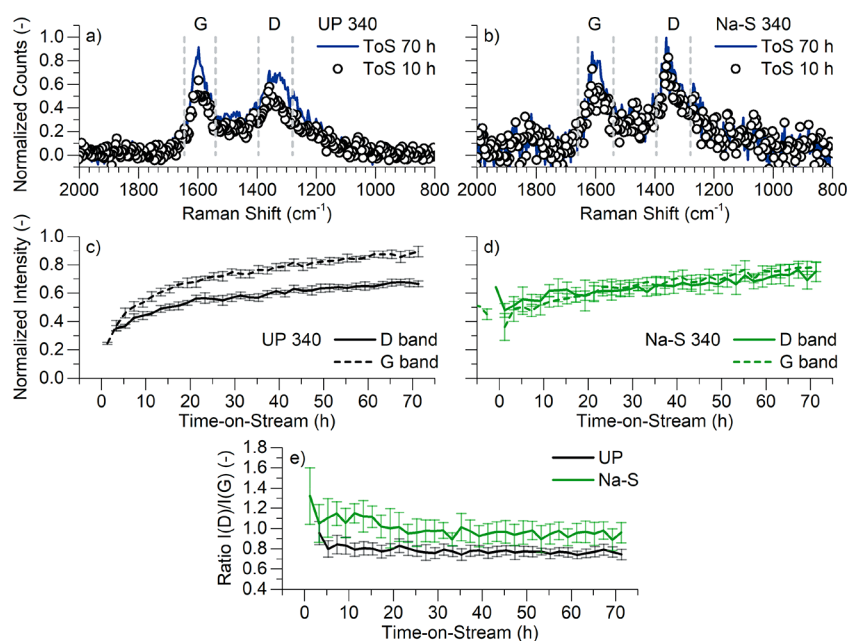 G D UP 340
a) ToS 70 h
ToS 10 h
Normalized Counts (-)
1.0
0.8
0.6
0.4
0.2
0.0
2000 1800 1600 1400 1200 1000 800
Raman Shift (cm⁻¹)
G D Na-S 340
b) ToS 70 h
ToS 10 h
2000 1800 1600 1400 1200 1000 800
Raman Shift (cm⁻¹)
Normalized Intensity (-)
c)
1.0
0.8
0.6
0.4
0.2
0.0
UP 340 D band
G band
0 10 20 30 40 50 60 70
Time-on-Stream (h)
d)
Na-S 340 D band
G band
0 10 20 30 40 50 60 70
Time-on-Stream (h)
Ratio I(D)/I(G) (-)
e)
1.8
1.6
1.4
1.2
1.0
0.8
0.6
0.4
UP
Na-S
0 10 20 30 40 50 60 70
Time-on-Stream (h)